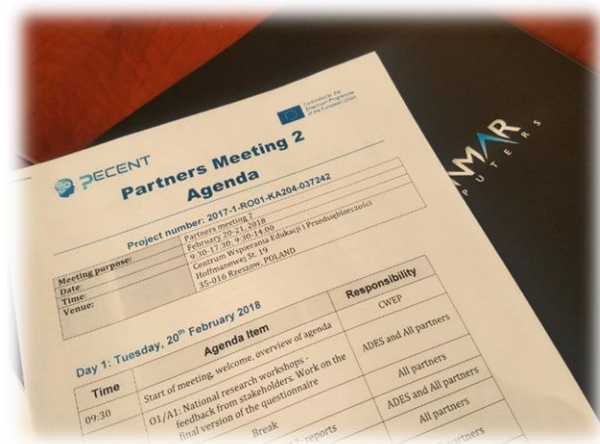 Co-funded by the
Erasmus+ Programme
of the European Union
PECENT
Partners Meeting 2
Agenda
Project number: 2017-1-RO01-KA204-037242
Meeting purpose: Partners meeting 2
Date: February 20-21, 2018
Time: 9:30-17:30, 9:30-14:00
Venue: Centrum Wspierania Edukacji i Przedsiębiorczości
Hoffmanowej St. 19
35-016 Rzeszow, POLAND
Day 1: Tuesday, 20th February 2018
Time Agenda Item Responsibility
09:30 Start of meeting, welcome, overview of agenda CWEP
O1/A1: National research workshops - ADES and All partners
feedback from stakeholders. Work on the
final version of the questionnaire All partners
Break ADES and All partners
reports All partners
MAR
PUTERS